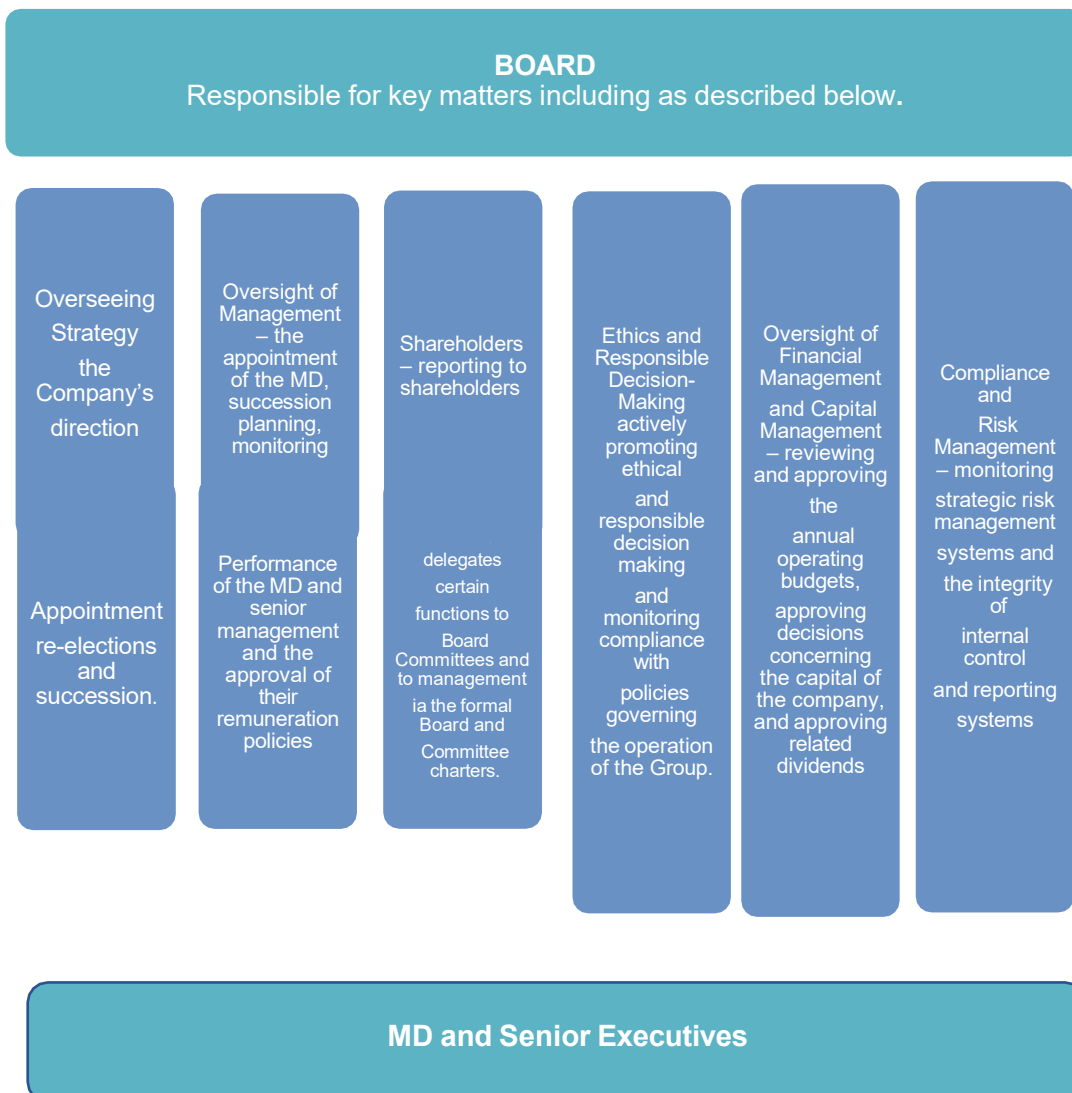 BOARD
Responsible for key matters including as described below.
Overseeing
Strategy
the
Company's
direction
Appointment
re-elections
and
succession.
Oversight of
Management
– the
appointment
of the MD,
succession
planning,
monitoring
Performance
of the MD and
senior
management
and the
approval of
their
remuneration
policies
Shareholders
– reporting to
shareholders
delegates
certain
functions to
Board
Committees and
to management
ia the formal
Board and
Committee
charters.
Ethics and
Responsible
Decision-
Making
actively
promoting
ethical
and
responsible
decision
making
and
monitoring
compliance
with
policies
governing
the operation
of the Group.
Oversight of
Financial
Management
and Capital
Management
– reviewing
and approving
the
annual
operating
budgets,
approving
decisions
concerning
the capital of
the company,
and approving
related
dividends
Compliance
and
Risk
Management
– monitoring
strategic risk
management
systems and
the integrity
of
internal
control
and reporting
systems
MD and Senior Executives